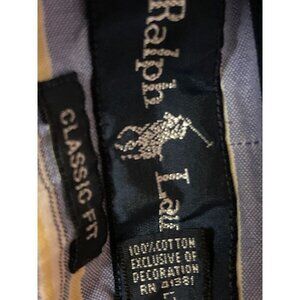 Ralph Lau
CLASSIC FIT
100% COTTON
EXCLUSIVE OF
DECORATION
RN 41381